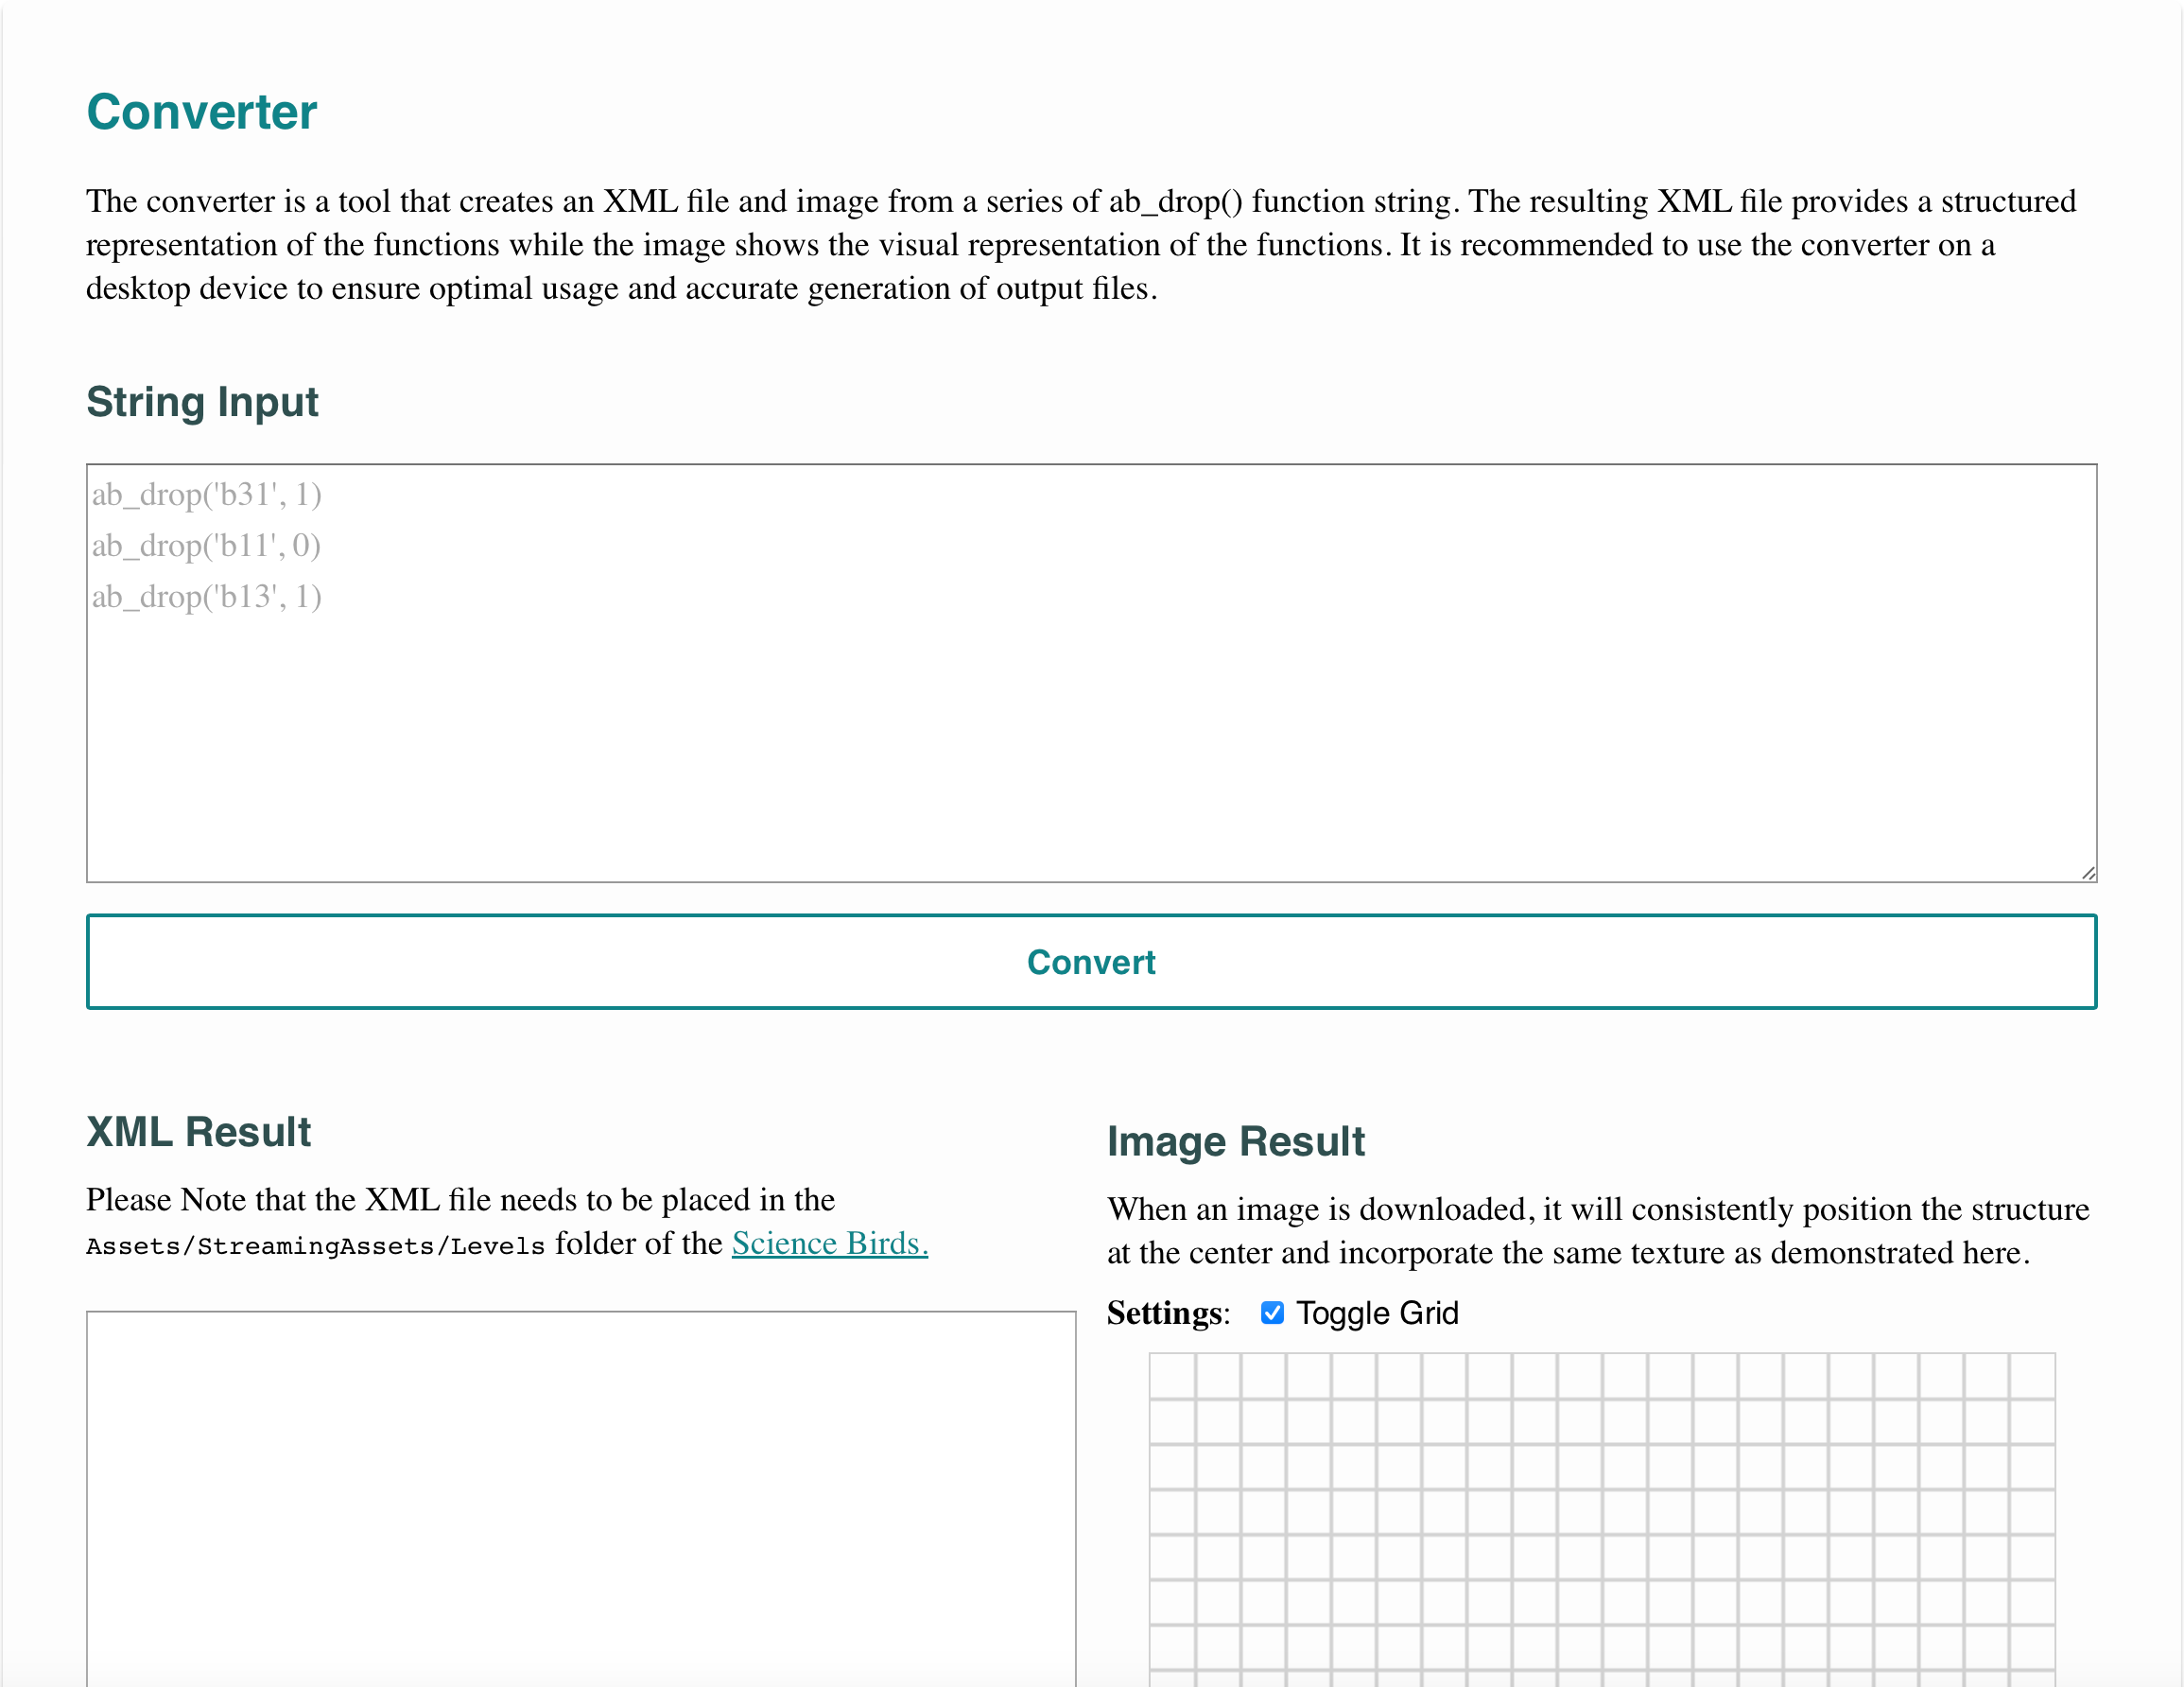 Converter
The converter is a tool that creates an XML file and image from a series of ab_drop() function string. The resulting XML file provides a structured
representation of the functions while the image shows the visual representation of the functions. It is recommended to use the converter on a
desktop device to ensure optimal usage and accurate generation of output files.
String Input
ab_drop('b31', 1)
ab_drop('b11', 0)
ab_drop('b13', 1)
Convert
XML Result
Please Note that the XML file needs to be placed in the
Assets/StreamingAssets/Levels folder of the Science Birds.
Image Result
When an image is downloaded, it will consistently position the structure
at the center and incorporate the same texture as demonstrated here.
Settings: Toggle Grid